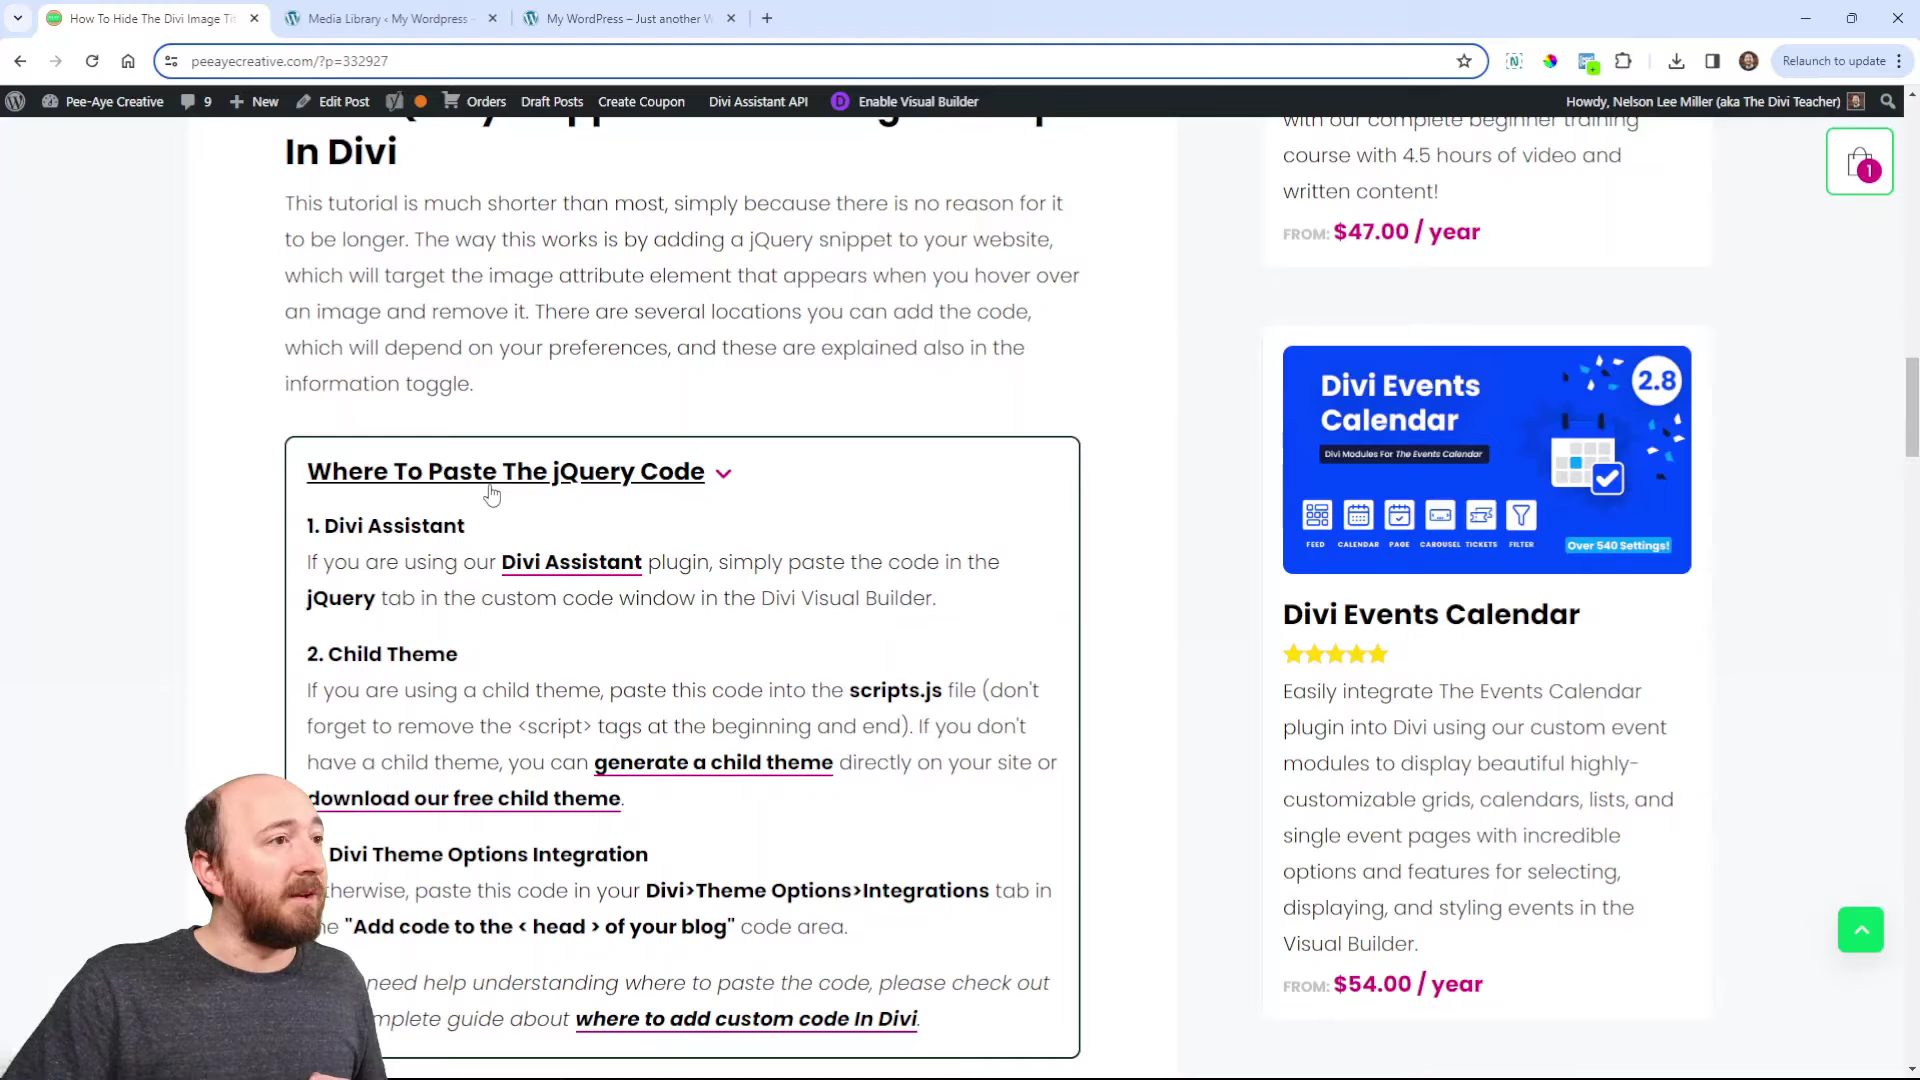 How To Hide The Divi Image Tit
Media Library ‹ My Wordpress –
My WordPress – Just another W
peeayecreative.com/?p=332927
Relaunch to update
Pee-Aye Creative
9
New
Edit Post
Orders
Draft Posts
Create Coupon
Divi Assistant API
D
Enable Visual Builder
Howdy, Nelson Lee Miller (aka The Divi Teacher)
In Divi
This tutorial is much shorter than most, simply because there is no reason for it
to be longer. The way this works is by adding a jQuery snippet to your website,
which will target the image attribute element that appears when you hover over
an image and remove it. There are several locations you can add the code,
which will depend on your preferences, and these are explained also in the
information toggle.
Where To Paste The jQuery Code
1. Divi Assistant
If you are using our Divi Assistant plugin, simply paste the code in the
jQuery tab in the custom code window in the Divi Visual Builder.
2. Child Theme
If you are using a child theme, paste this code into the scripts.js file (don't
forget to remove the <script> tags at the beginning and end). If you don't
have a child theme, you can generate a child theme directly on your site or
download our free child theme.
Divi Theme Options Integration
therwise, paste this code in your Divi>Theme Options>Integrations tab in
"Add code to the < head > of your blog" code area.
need help understanding where to paste the code, please check out
mplete guide about where to add custom code In Divi.
with our complete beginner training
course with 4.5 hours of video and
written content!
FROM: $47.00 / year
1
Divi Events
Calendar
2.8
Divi Modules For The Events Calendar
FEED CALENDAR PAGE CAROUSEL TICKETS FILTER
Over 540 Settings!
Divi Events Calendar
Easily integrate The Events Calendar
plugin into Divi using our custom event
modules to display beautiful highly-
customizable grids, calendars, lists, and
single event pages with incredible
options and features for selecting,
displaying, and styling events in the
Visual Builder.
FROM: $54.00 / year